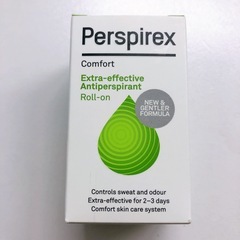 Perspirex
Comfort
Extra-effective
Antiperspirant
Roll-on
NEW &
GENTLER
FORMULA
Controls sweat and odour
Extra-effective for 2–3 days
Comfort skin care system